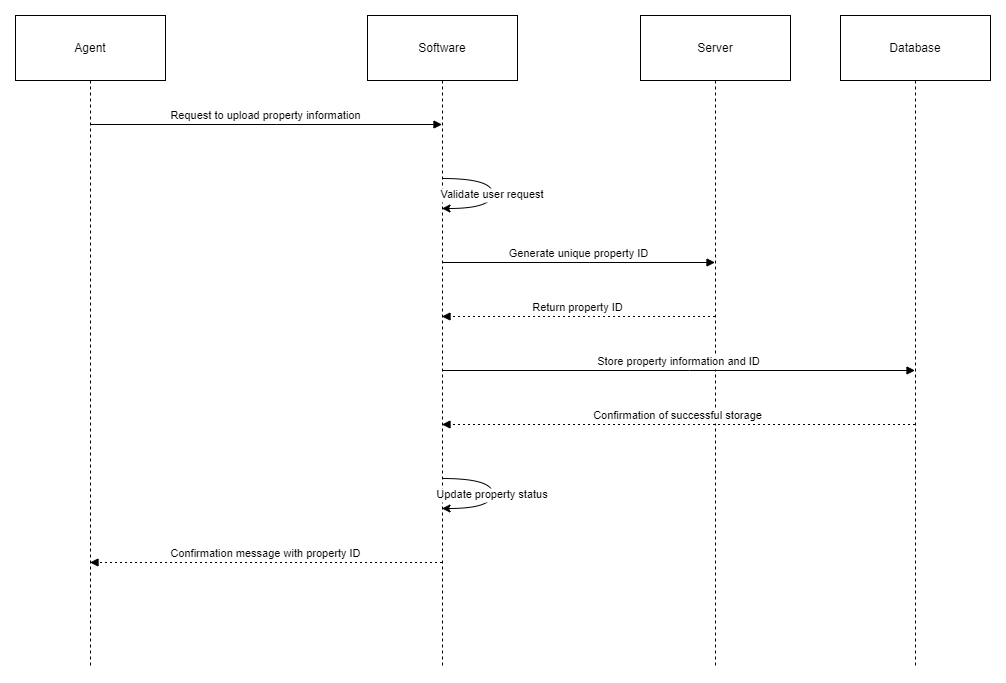 Agent
Software
Server
Database
Request to upload property information
Validate user request
Generate unique property ID
Return property ID
Store property information and ID
Confirmation of successful storage
Update property status
Confirmation message with property ID